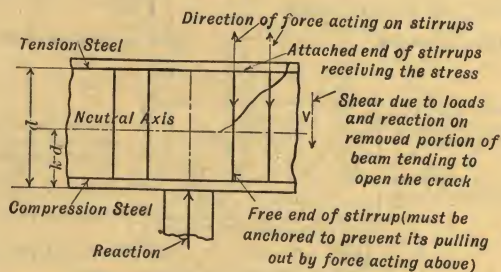 Direction of force acting on stirrups
Tension Steel
Attached end of stirrups
receiving the stress
Shear due to loads
and reaction on
removed portion of
beam tending to
open the crack
V
Neutral Axis
d
k d
Compression Steel
Free end of stirrup(must be
anchored to prevent its pulling
out by force acting above)
Reaction